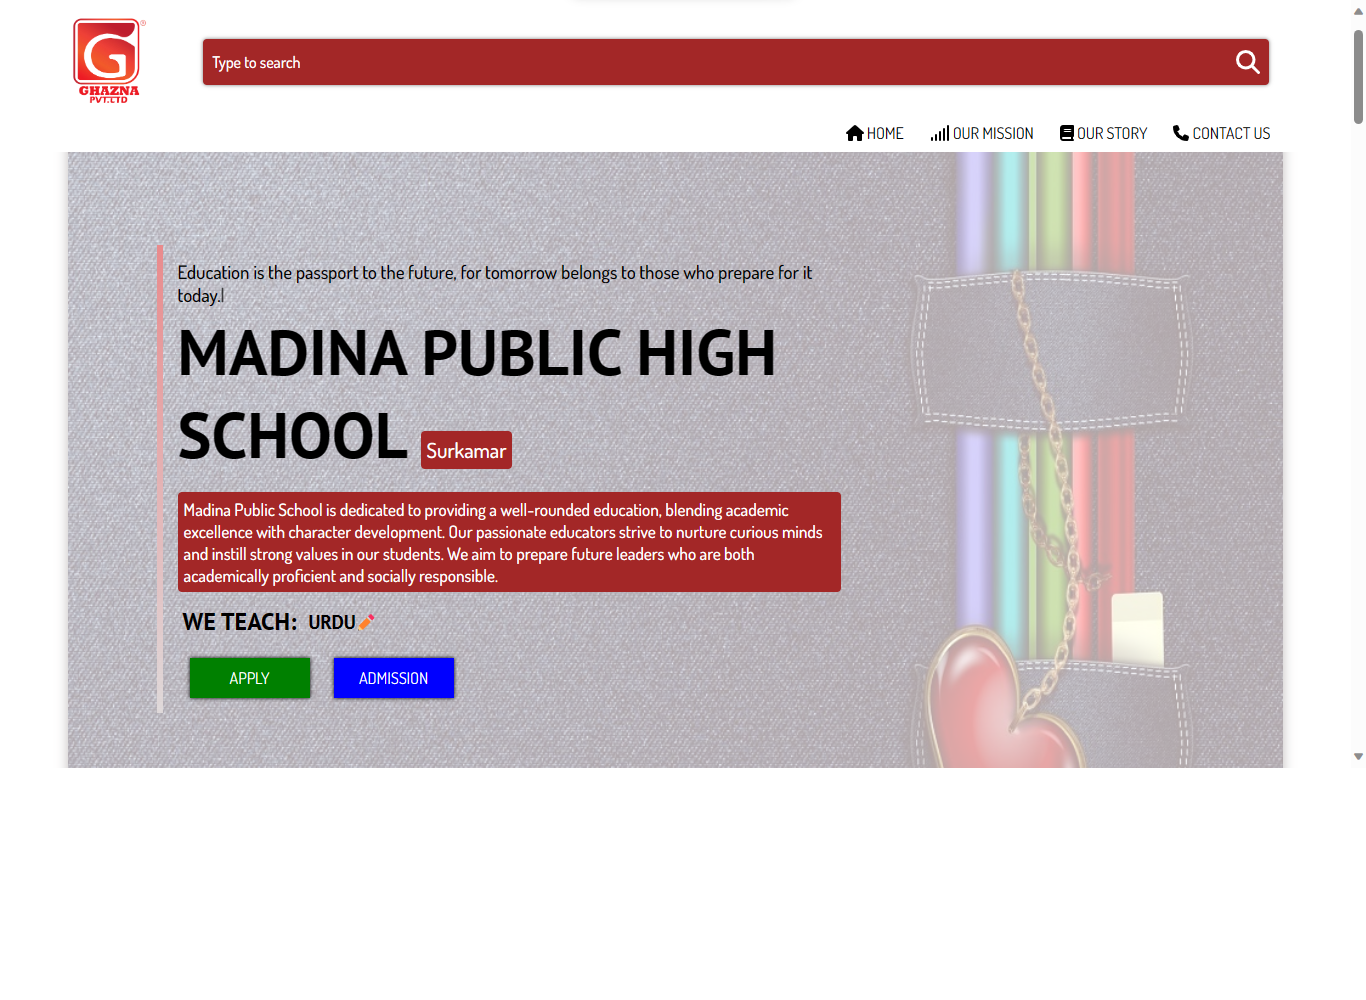 GHAZNA
PVT.LTD
Type to search
HOME OUR MISSION OUR STORY CONTACT US
Education is the passport to the future, for tomorrow belongs to those who prepare for it
today.|
MADINA PUBLIC HIGH
SCHOOL Surkamar
Madina Public School is dedicated to providing a well-rounded education, blending academic
excellence with character development. Our passionate educators strive to nurture curious minds
and instill strong values in our students. We aim to prepare future leaders who are both
academically proficient and socially responsible.
WE TEACH: URDU
APPLY ADMISSION